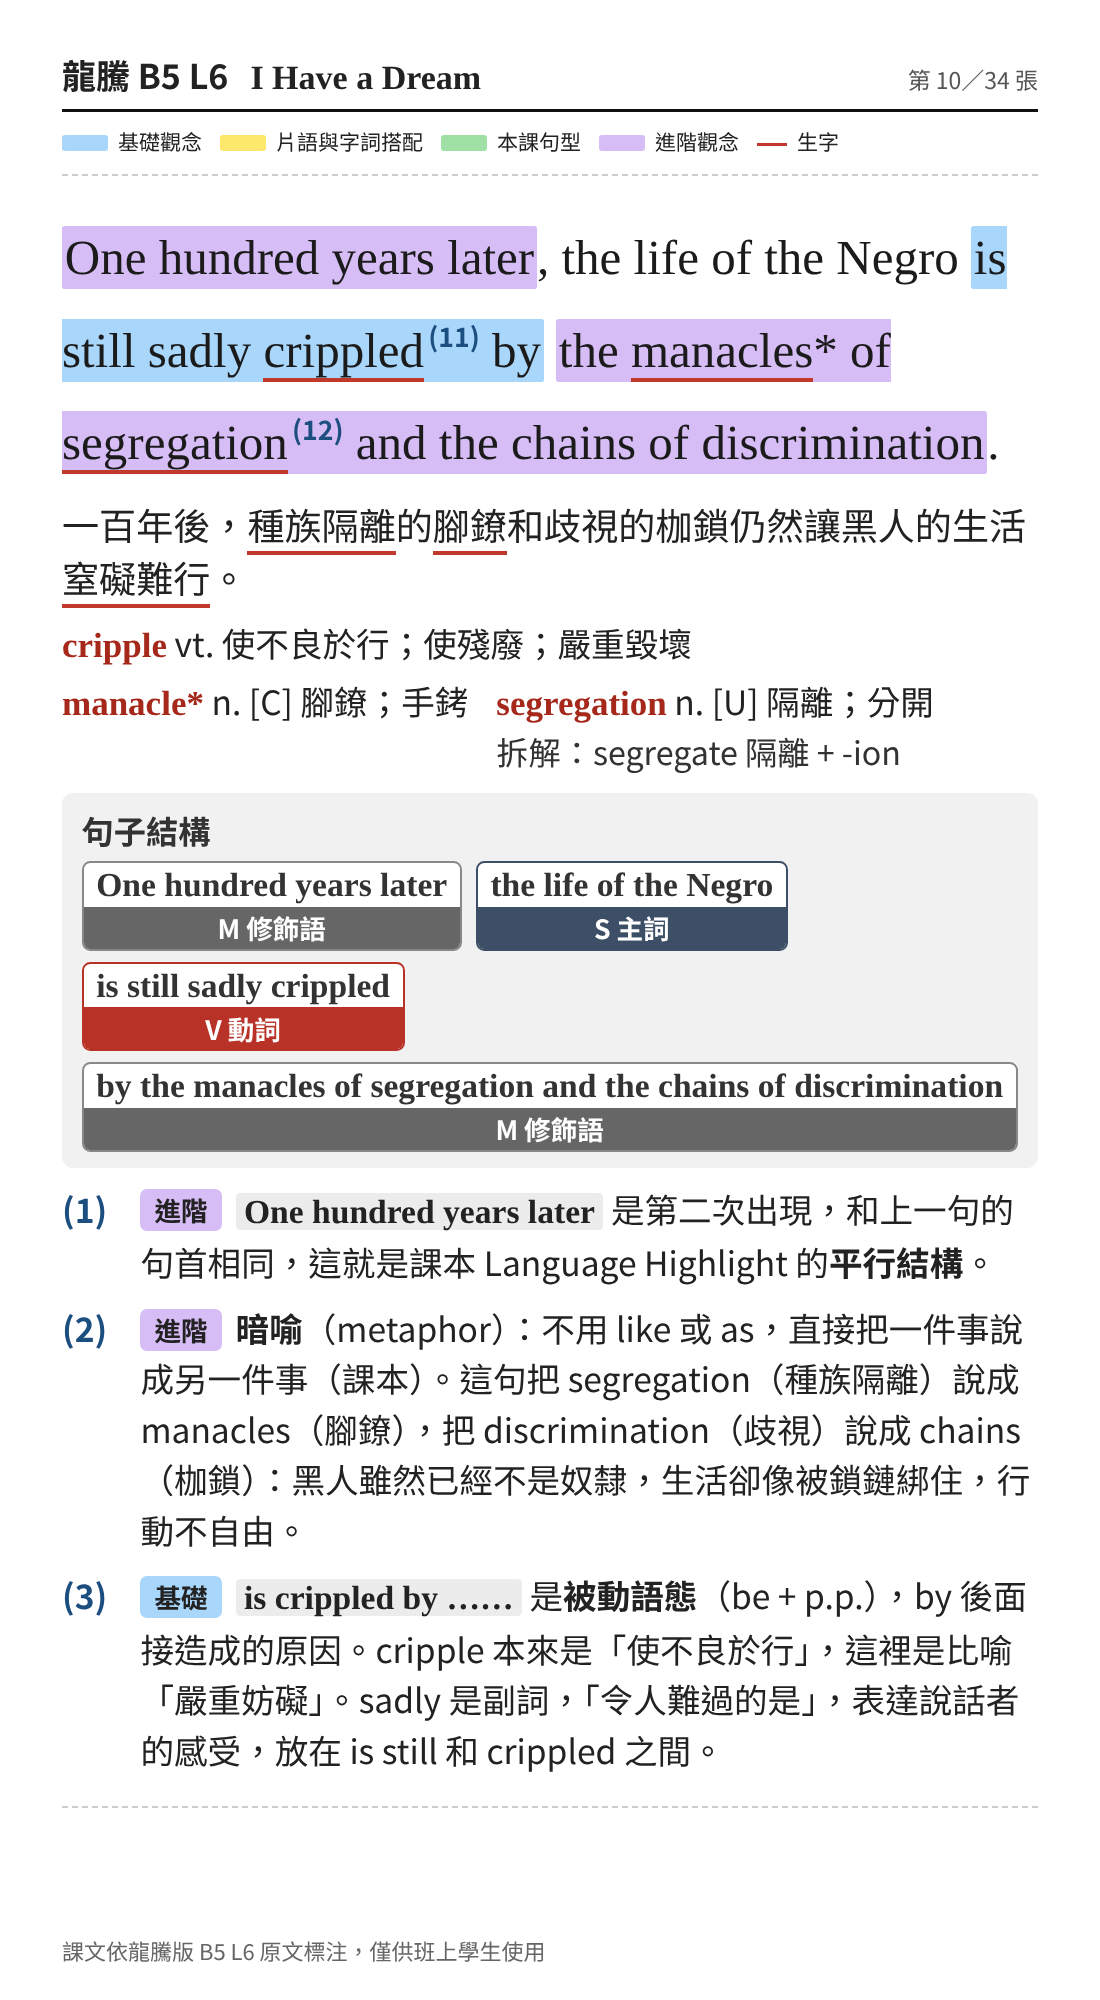 龍騰 B5 L6 I Have a Dream
第 10／34 張
基礎觀念 片語與字詞搭配 本課句型 進階觀念 生字
One hundred years later, the life of the Negro is
still sadly crippled(11) by the manacles* of
segregation(12) and the chains of discrimination.
一百年後，種族隔離的腳鐐和歧視的枷鎖仍然讓黑人的生活
窒礙難行。
cripple vt. 使不良於行；使殘廢；嚴重毀壞
manacle* n. [C] 腳鐐；手銬 segregation n. [U] 隔離；分開
拆解：segregate 隔離 + -ion
句子結構
One hundred years later the life of the Negro
M 修飾語 S 主詞
is still sadly crippled
V 動詞
by the manacles of segregation and the chains of discrimination
M 修飾語
(1) 進階 One hundred years later 是第二次出現，和上一句的
句首相同，這就是課本 Language Highlight 的平行結構。
(2) 進階 暗喻（metaphor）：不用 like 或 as，直接把一件事說
成另一件事（課本）。這句把 segregation（種族隔離）說成
manacles（腳鐐），把 discrimination（歧視）說成 chains
（枷鎖）：黑人雖然已經不是奴隸，生活卻像被鎖鏈綁住，行
動不自由。
(3) 基礎 is crippled by …… 是被動語態（be + p.p.），by 後面
接造成的原因。cripple 本來是「使不良於行」，這裡是比喻
「嚴重妨礙」。sadly 是副詞，「令人難過的是」，表達說話者
的感受，放在 is still 和 crippled 之間。
課文依龍騰版 B5 L6 原文標注，僅供班上學生使用